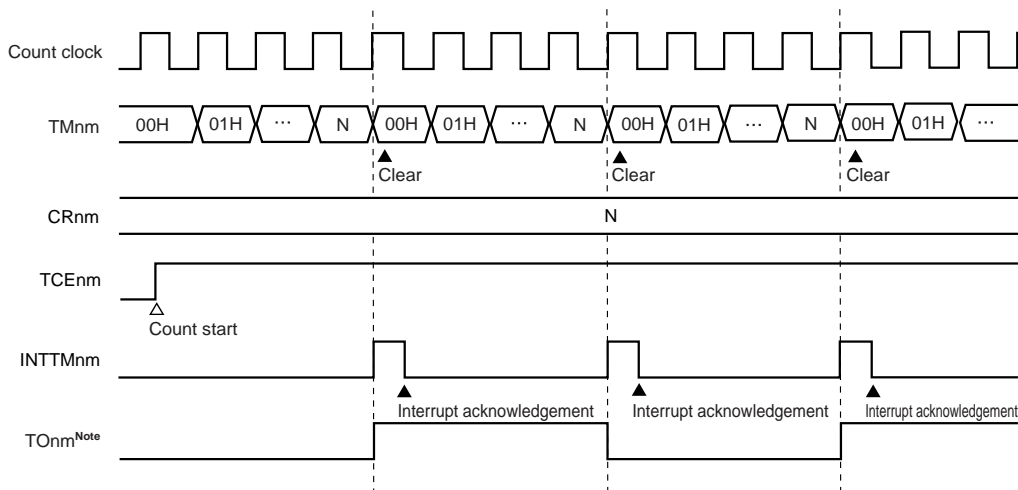 Count clock
TMnm 00H 01H ... N 00H 01H ... N 00H 01H ... N 00H 01H ...
Clear Clear Clear
CRnm N
TCEnm
Count start
INTTMnm
Interrupt acknowledgement Interrupt acknowledgement Interrupt acknowledgement
TOnmNote